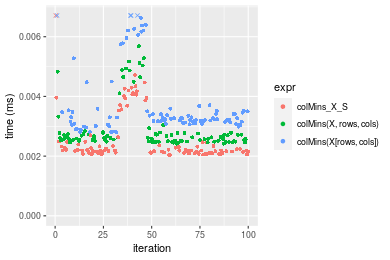 0.006
0.004
0.002
0.000
time (ms)
0
25
50
75
100
iteration
expr
colMins_X_S
colMins(X, rows, cols)
colMins(X[rows, cols])